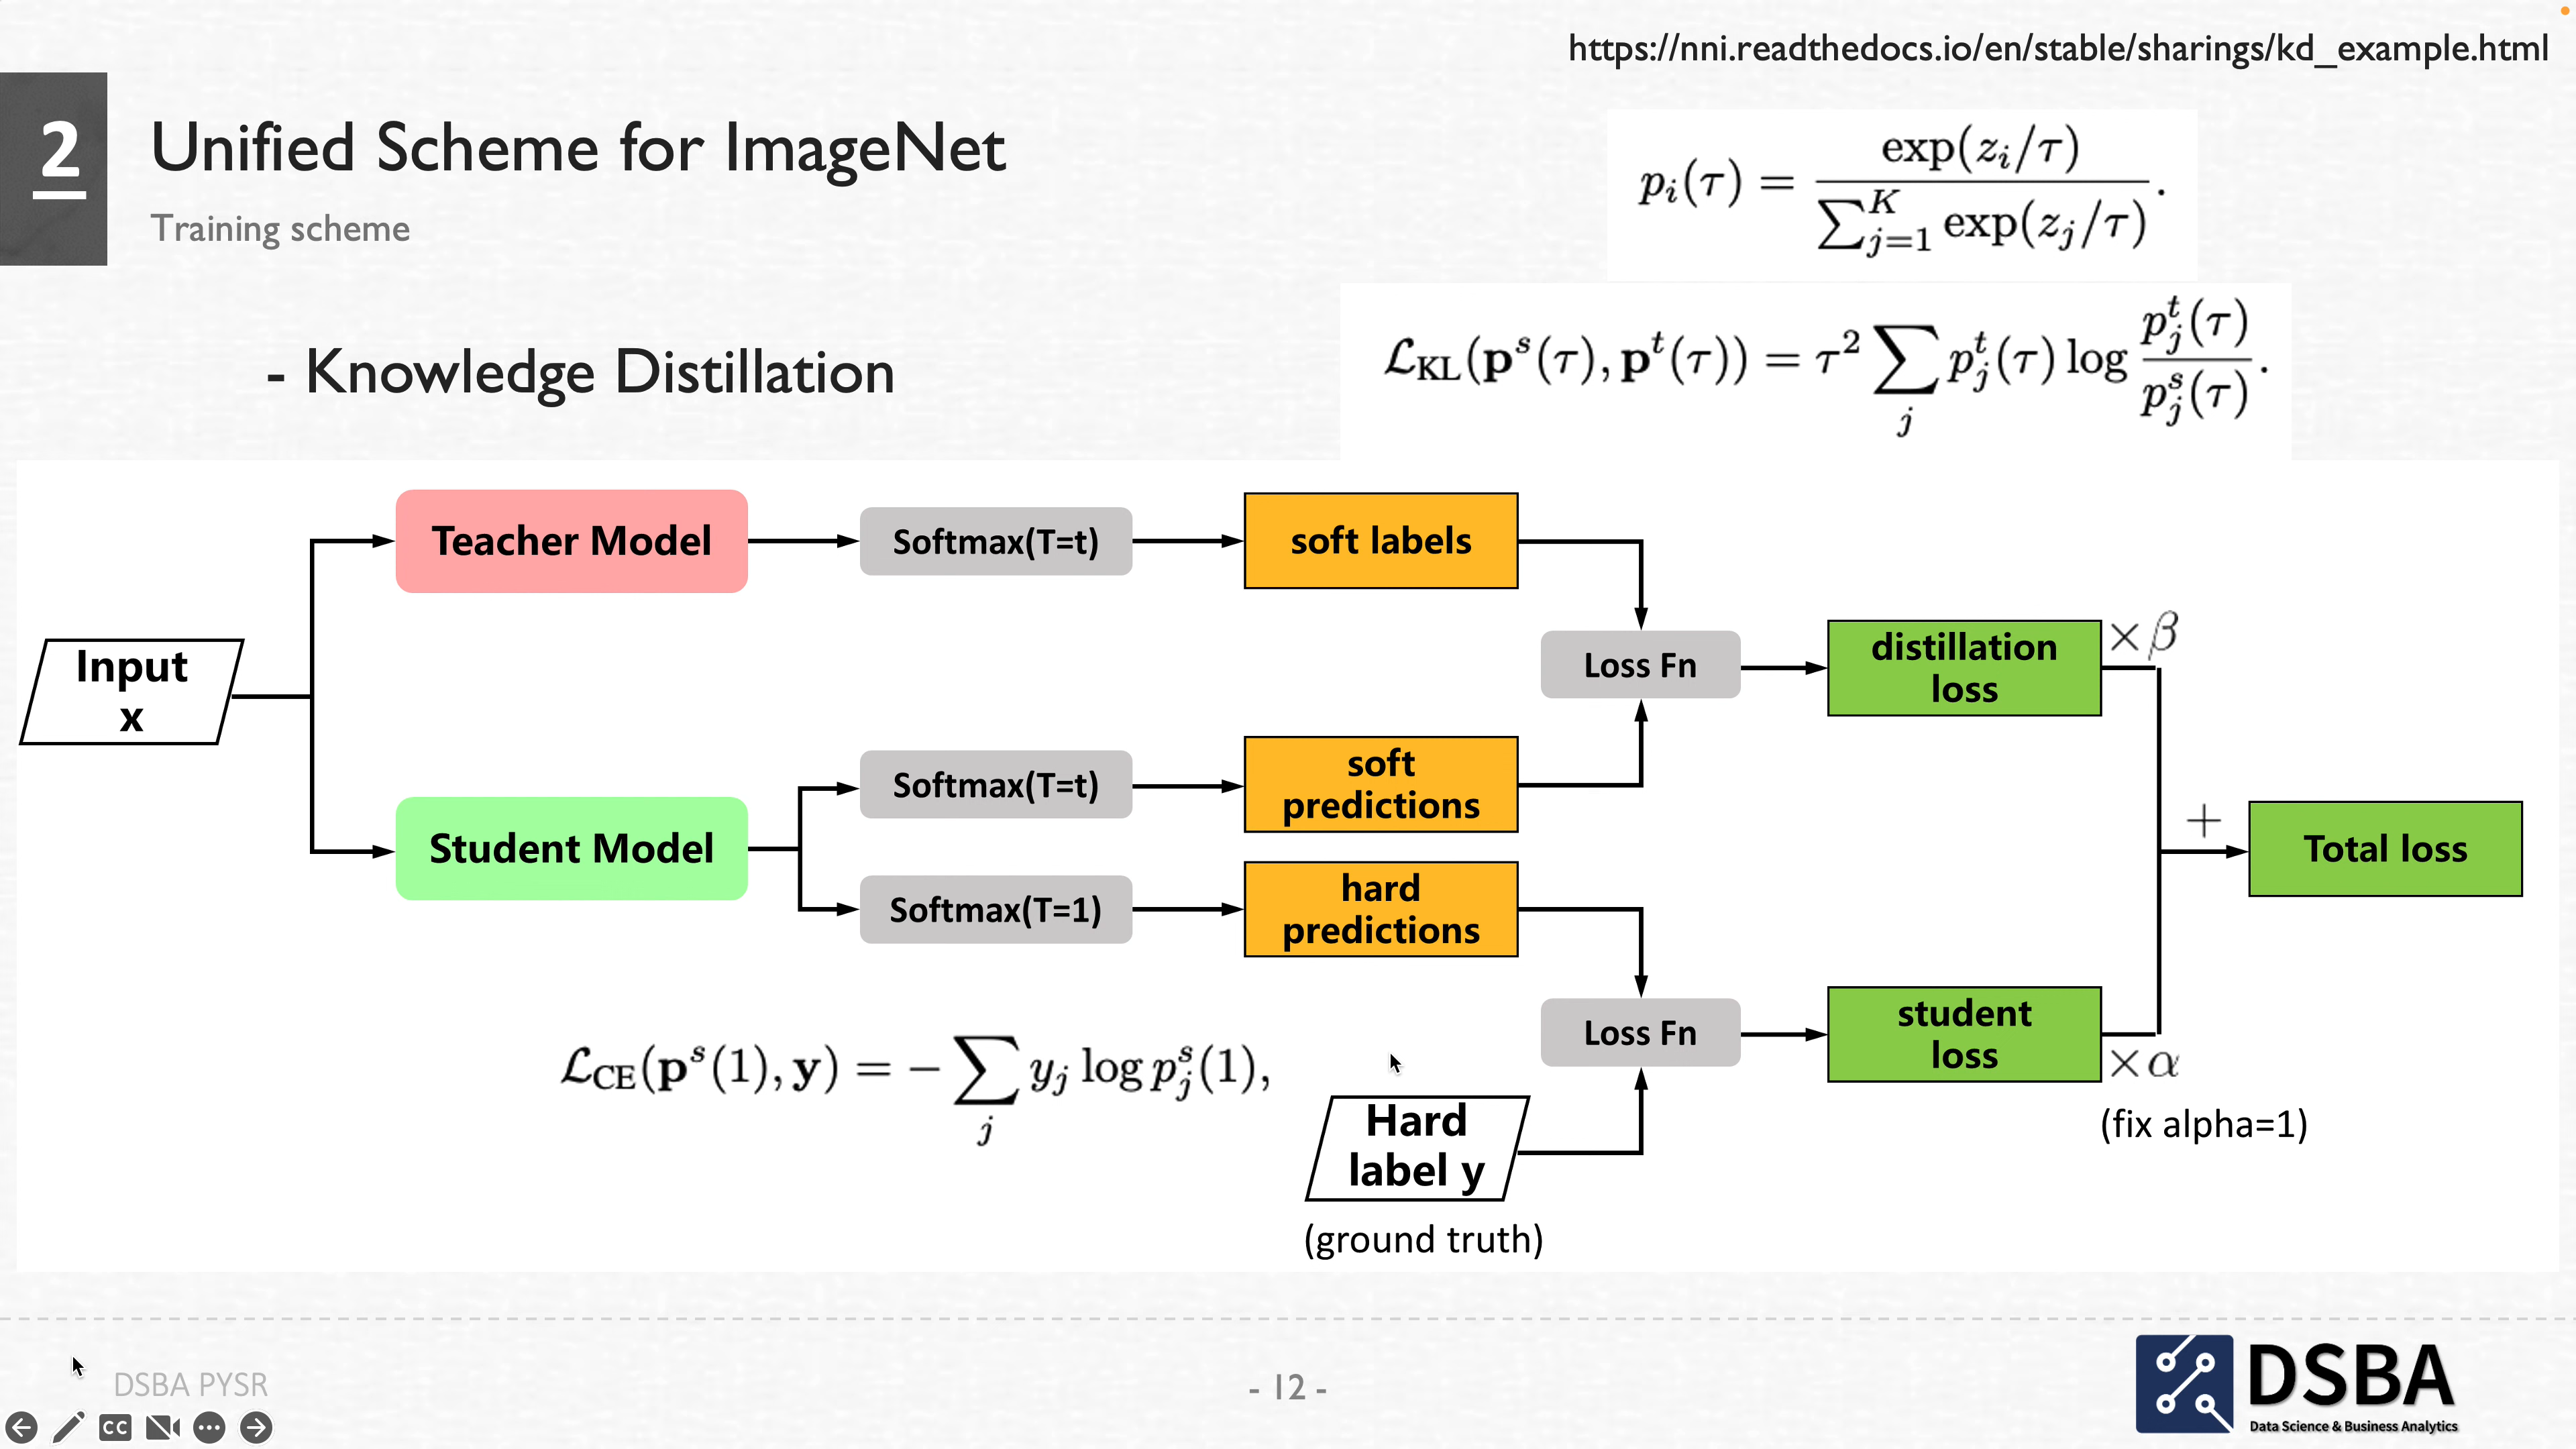 https://nni.readthedocs.io/en/stable/sharings/kd_example.html
2
Unified Scheme for ImageNet
Training scheme
p_i(τ) = exp(z_i/τ) / ∑_{j=1}^{K} exp(z_j/τ).
- Knowledge Distillation
ℒ_KL(p^s(τ), p^t(τ)) = τ² ∑_j p_j^t(τ) log p_j^t(τ) / p_j^s(τ).
Teacher Model
Softmax(T=t)
soft labels
Input
x
Loss Fn
distillation
loss
×β
Student Model
Softmax(T=t)
soft
predictions
Softmax(T=1)
hard
predictions
+
Total loss
ℒ_CE(p^s(1), y) = − ∑_j y_j log p_j^s(1),
Loss Fn
student
loss
×α
(fix alpha=1)
Hard
label y
(ground truth)
DSBA PYSR
- 12 -
CC
DSBA
Data Science & Business Analytics